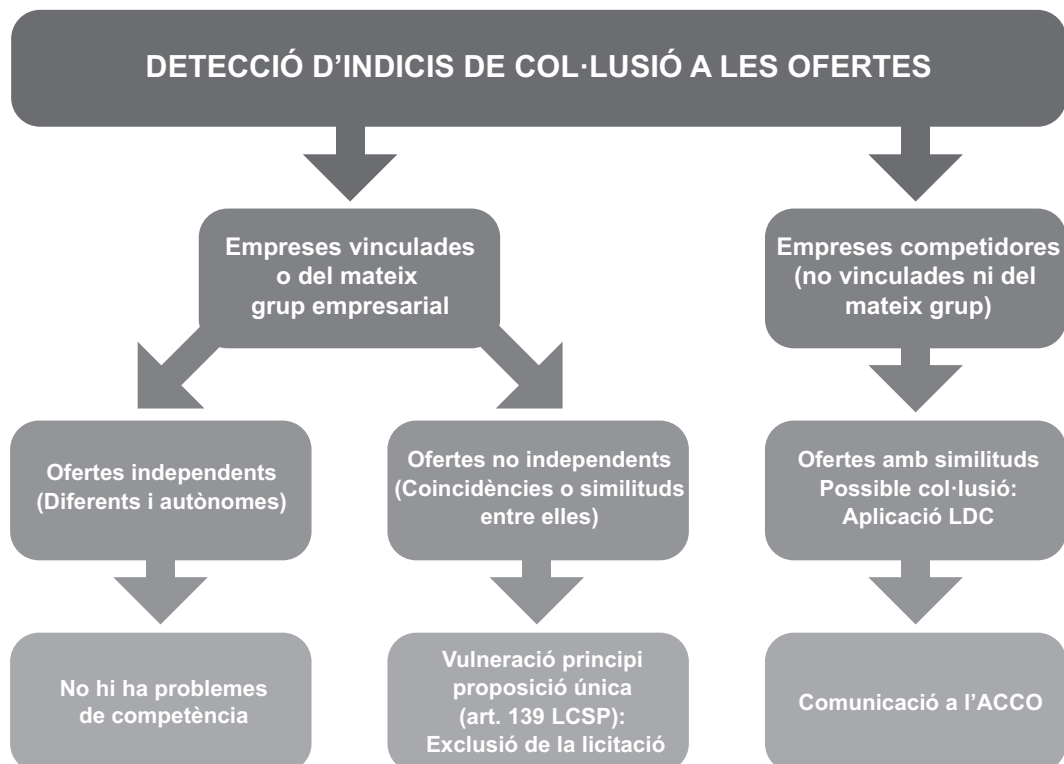 DETECCIÓ D'INDICIS DE COL·LUSIÓ A LES OFERTES
Empreses vinculades
o del mateix
grup empresarial
Empreses competidores
(no vinculades ni del
mateix grup)
Ofertes independents
(Diferents i autònomes)
Ofertes no independents
(Coincidències o similituds
entre elles)
Ofertes amb similituds
Possible col·lusió:
Aplicació LDC
No hi ha problemes
de competència
Vulneració principi
proposició única
(art. 139 LCSP):
Exclusió de la licitació
Comunicació a l'ACCO